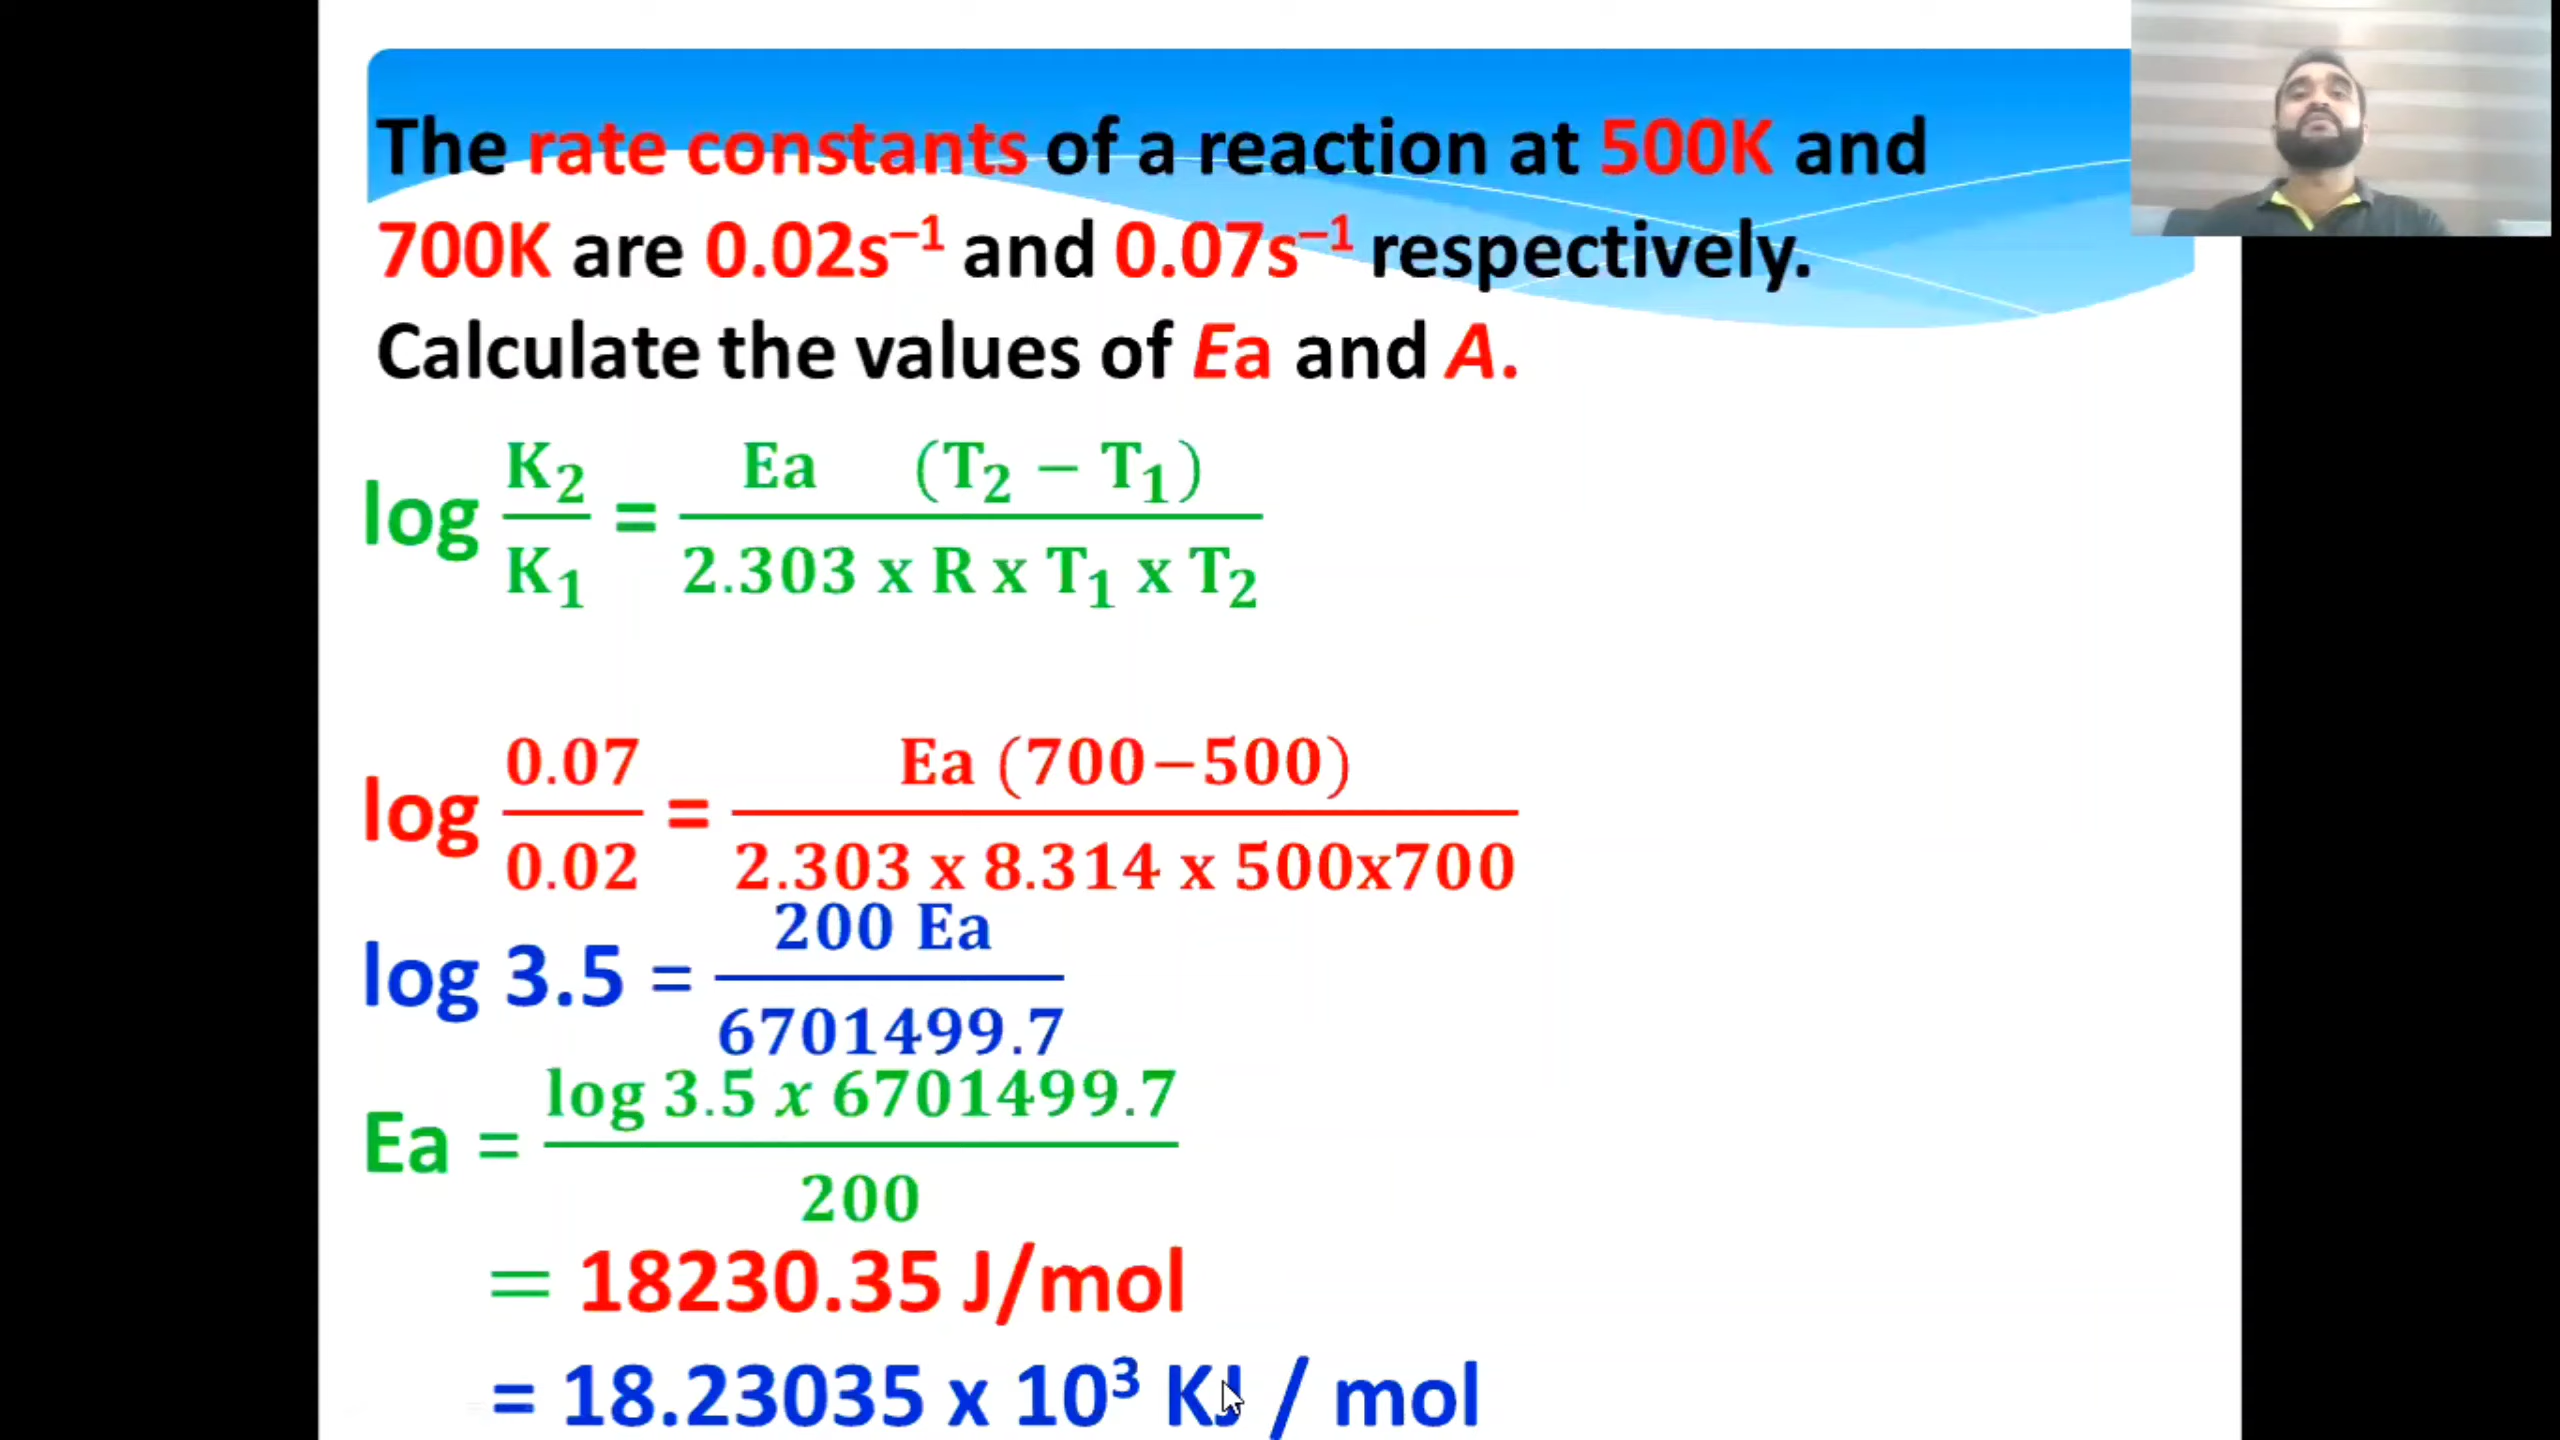 The rate constants of a reaction at 500K and
700K are 0.02s⁻¹ and 0.07s⁻¹ respectively.
Calculate the values of Ea and A.
log K₂/K₁ = Ea (T₂ − T₁) / 2.303 x R x T₁ x T₂
log 0.07/0.02 = Ea (700−500) / 2.303 x 8.314 x 500x700
log 3.5 = 200 Ea / 6701499.7
Ea = log 3.5 x 6701499.7 / 200
= 18230.35 J/mol
= 18.23035 x 10³ KJ / mol